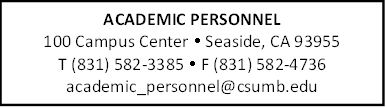 ACADEMIC PERSONNEL
100 Campus Center • Seaside, CA 93955
T (831) 582-3385 • F (831) 582-4736
academic_personnel@csumb.edu